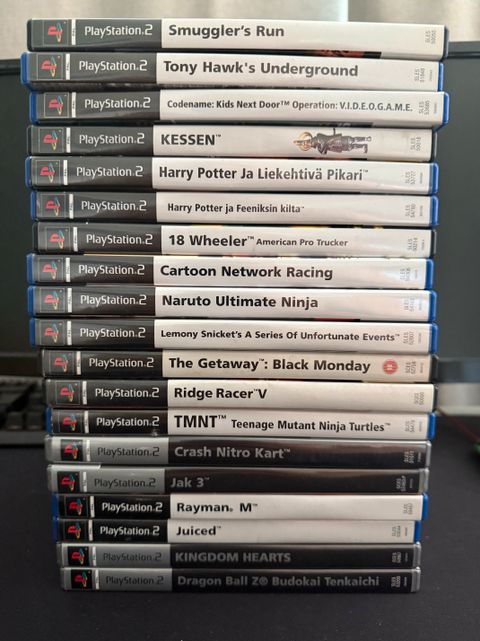 PlayStation.2 Smuggler's Run
PlayStation.2 Tony Hawk's Underground
PlayStation.2 Codename: Kids Next Door™ Operation: V.I.D.E.O.G.A.M.E.
PlayStation.2 KESSEN™
PlayStation.2 Harry Potter Ja Liekehtivä Pikari™
PlayStation.2 Harry Potter ja Feeniksin kilta™
PlayStation.2 18 Wheeler™ American Pro Trucker
PlayStation.2 Cartoon Network Racing
PlayStation.2 Naruto Ultimate Ninja
PlayStation.2 Lemony Snicket's A Series Of Unfortunate Events™
PlayStation.2 The Getaway™: Black Monday
PlayStation.2 Ridge Racer™V
PlayStation.2 TMNT™ Teenage Mutant Ninja Turtles™
PlayStation.2 Crash Nitro Kart™
PlayStation.2 Jak 3™
PlayStation.2 Rayman® M™
PlayStation.2 Juiced™
PlayStation.2 KINGDOM HEARTS
PlayStation.2 Dragon Ball Z® Budokai Tenkaichi